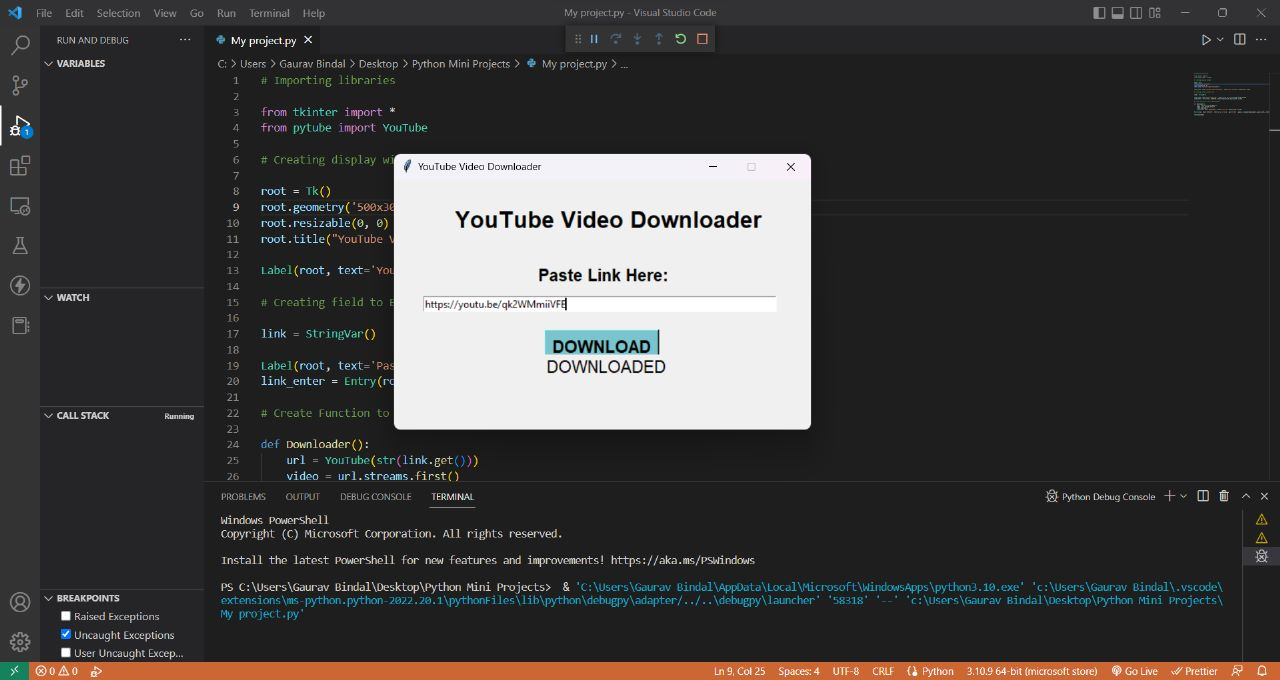 File Edit Selection View Go Run Terminal Help
My project.py - Visual Studio Code
RUN AND DEBUG ...
My project.py
C: > Users > Gaurav Bindal > Desktop > Python Mini Projects > My project.py > ...
VARIABLES
WATCH
CALL STACK Running
BREAKPOINTS
Raised Exceptions
Uncaught Exceptions
User Uncaught Excep...
1 # Importing libraries
2
3 from tkinter import *
4 from pytube import YouTube
5
6 # Creating display wi
7
8 root = Tk()
9 root.geometry('500x30
10 root.resizable(0, 0)
11 root.title("YouTube V
12
13 Label(root, text='You
14
15 # Creating field to E
16
17 link = StringVar()
18
19 Label(root, text='Pas
20 link_enter = Entry(ro
21
22 # Create Function to
23
24 def Downloader():
25 url = YouTube(str(link.get()))
26 video = url.streams.first()
YouTube Video Downloader
YouTube Video Downloader
Paste Link Here:
https://youtu.be/qk2WMmiiVFE
DOWNLOAD
DOWNLOADED
PROBLEMS OUTPUT DEBUG CONSOLE TERMINAL
Python Debug Console
Windows PowerShell
Copyright (C) Microsoft Corporation. All rights reserved.
Install the latest PowerShell for new features and improvements! https://aka.ms/PSWindows
PS C:\Users\Gaurav Bindal\Desktop\Python Mini Projects> & 'C:\Users\Gaurav Bindal\AppData\Local\Microsoft\WindowsApps\python3.10.exe' 'c:\Users\Gaurav Bindal\.vscode\
extensions\ms-python.python-2022.20.1\pythonFiles\lib\python\debugpy\adapter/../..\debugpy\launcher' '58318' '--' 'c:\Users\Gaurav Bindal\Desktop\Python Mini Projects\
My project.py'
1
0 0
Ln 9, Col 25 Spaces: 4 UTF-8 CRLF Python 3.10.9 64-bit (microsoft store) Go Live Prettier